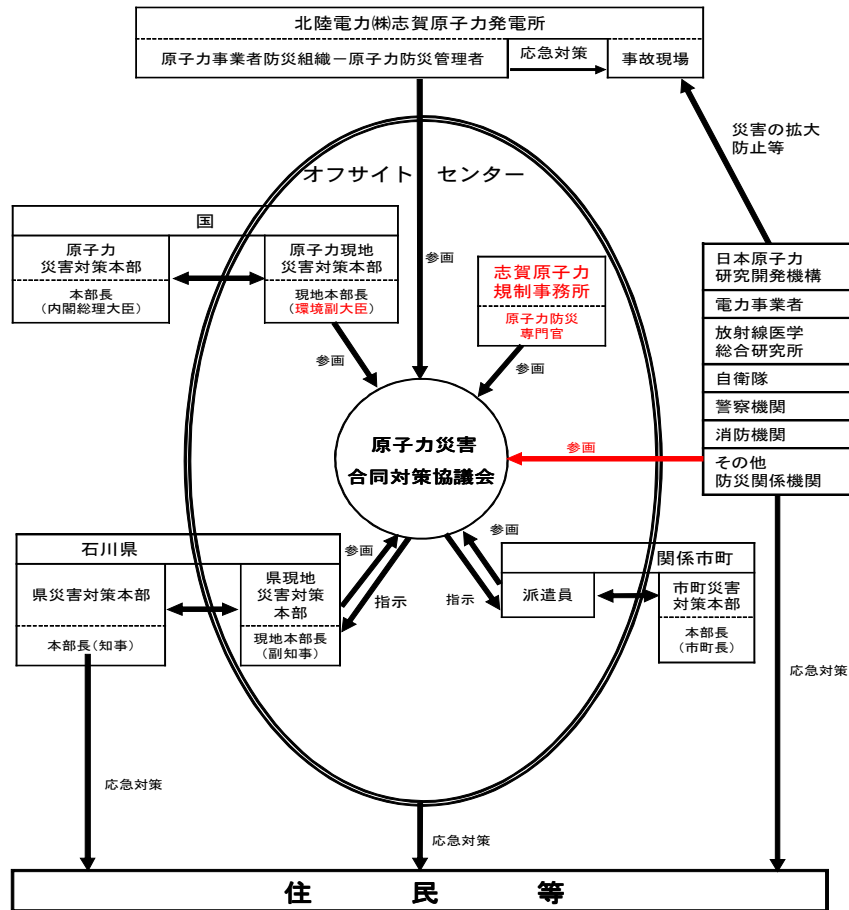 北陸電力㈱志賀原子力発電所
原子力事業者防災組織－原子力防災管理者
応急対策
事故現場
災害の拡大
防止等
オフサイト センター
国
原子力
災害対策本部
本部長
(内閣総理大臣)
原子力現地
災害対策本部
現地本部長
(環境副大臣)
参画
志賀原子力
規制事務所
原子力防災
専門官
参画
参画
日本原子力
研究開発機構
電力事業者
放射線医学
総合研究所
自衛隊
警察機関
消防機関
その他
防災関係機関
参画
原子力災害
合同対策協議会
石川県
県災害対策本部
本部長(知事)
県現地
災害対策
本部
現地本部長
(副知事)
参画
指示
参画
指示
関係市町
派遣員
市町災害
対策本部
本部長
(市町長)
応急対策
応急対策
応急対策
住 民 等